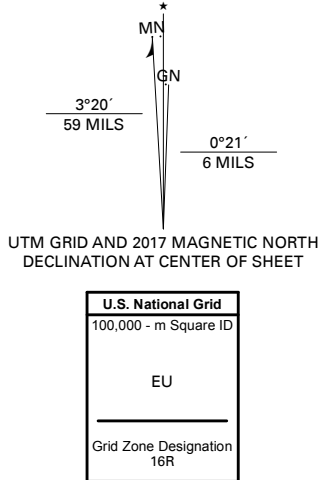 MN
GN
3°20´
59 MILS
0°21´
6 MILS
UTM GRID AND 2017 MAGNETIC NORTH
DECLINATION AT CENTER OF SHEET
U.S. National Grid
100,000 - m Square ID
EU
Grid Zone Designation
16R